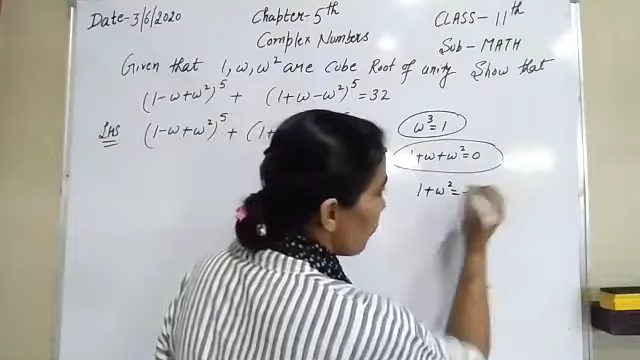 Date-3/6/2020 Chapter-5th CLASS-11th
Complex Numbers Sub-MATH
Given that 1, ω, ω² are cube Root of unity Show that
(1-ω+ω²)⁵ + (1+ω-ω²)⁵ = 32
LHS (1-ω+ω²)⁵ + (1+
ω³=1
1+ω+ω²=0
1+ω²=-